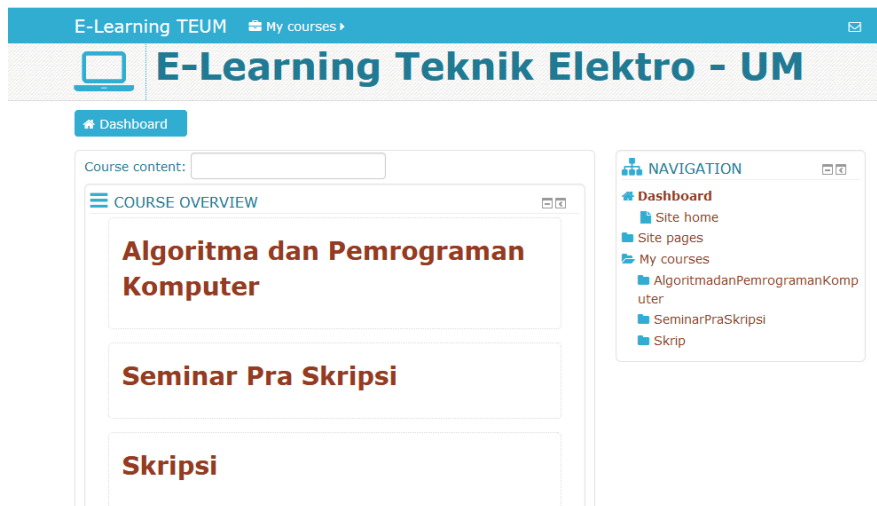 E-Learning TEUM My courses
E-Learning Teknik Elektro - UM
Dashboard
Course content:
COURSE OVERVIEW
Algoritma dan Pemrograman
Komputer
Seminar Pra Skripsi
Skripsi
NAVIGATION
Dashboard
Site home
Site pages
My courses
AlgoritmadanPemrogramanKomp
uter
SeminarPraSkripsi
Skrip